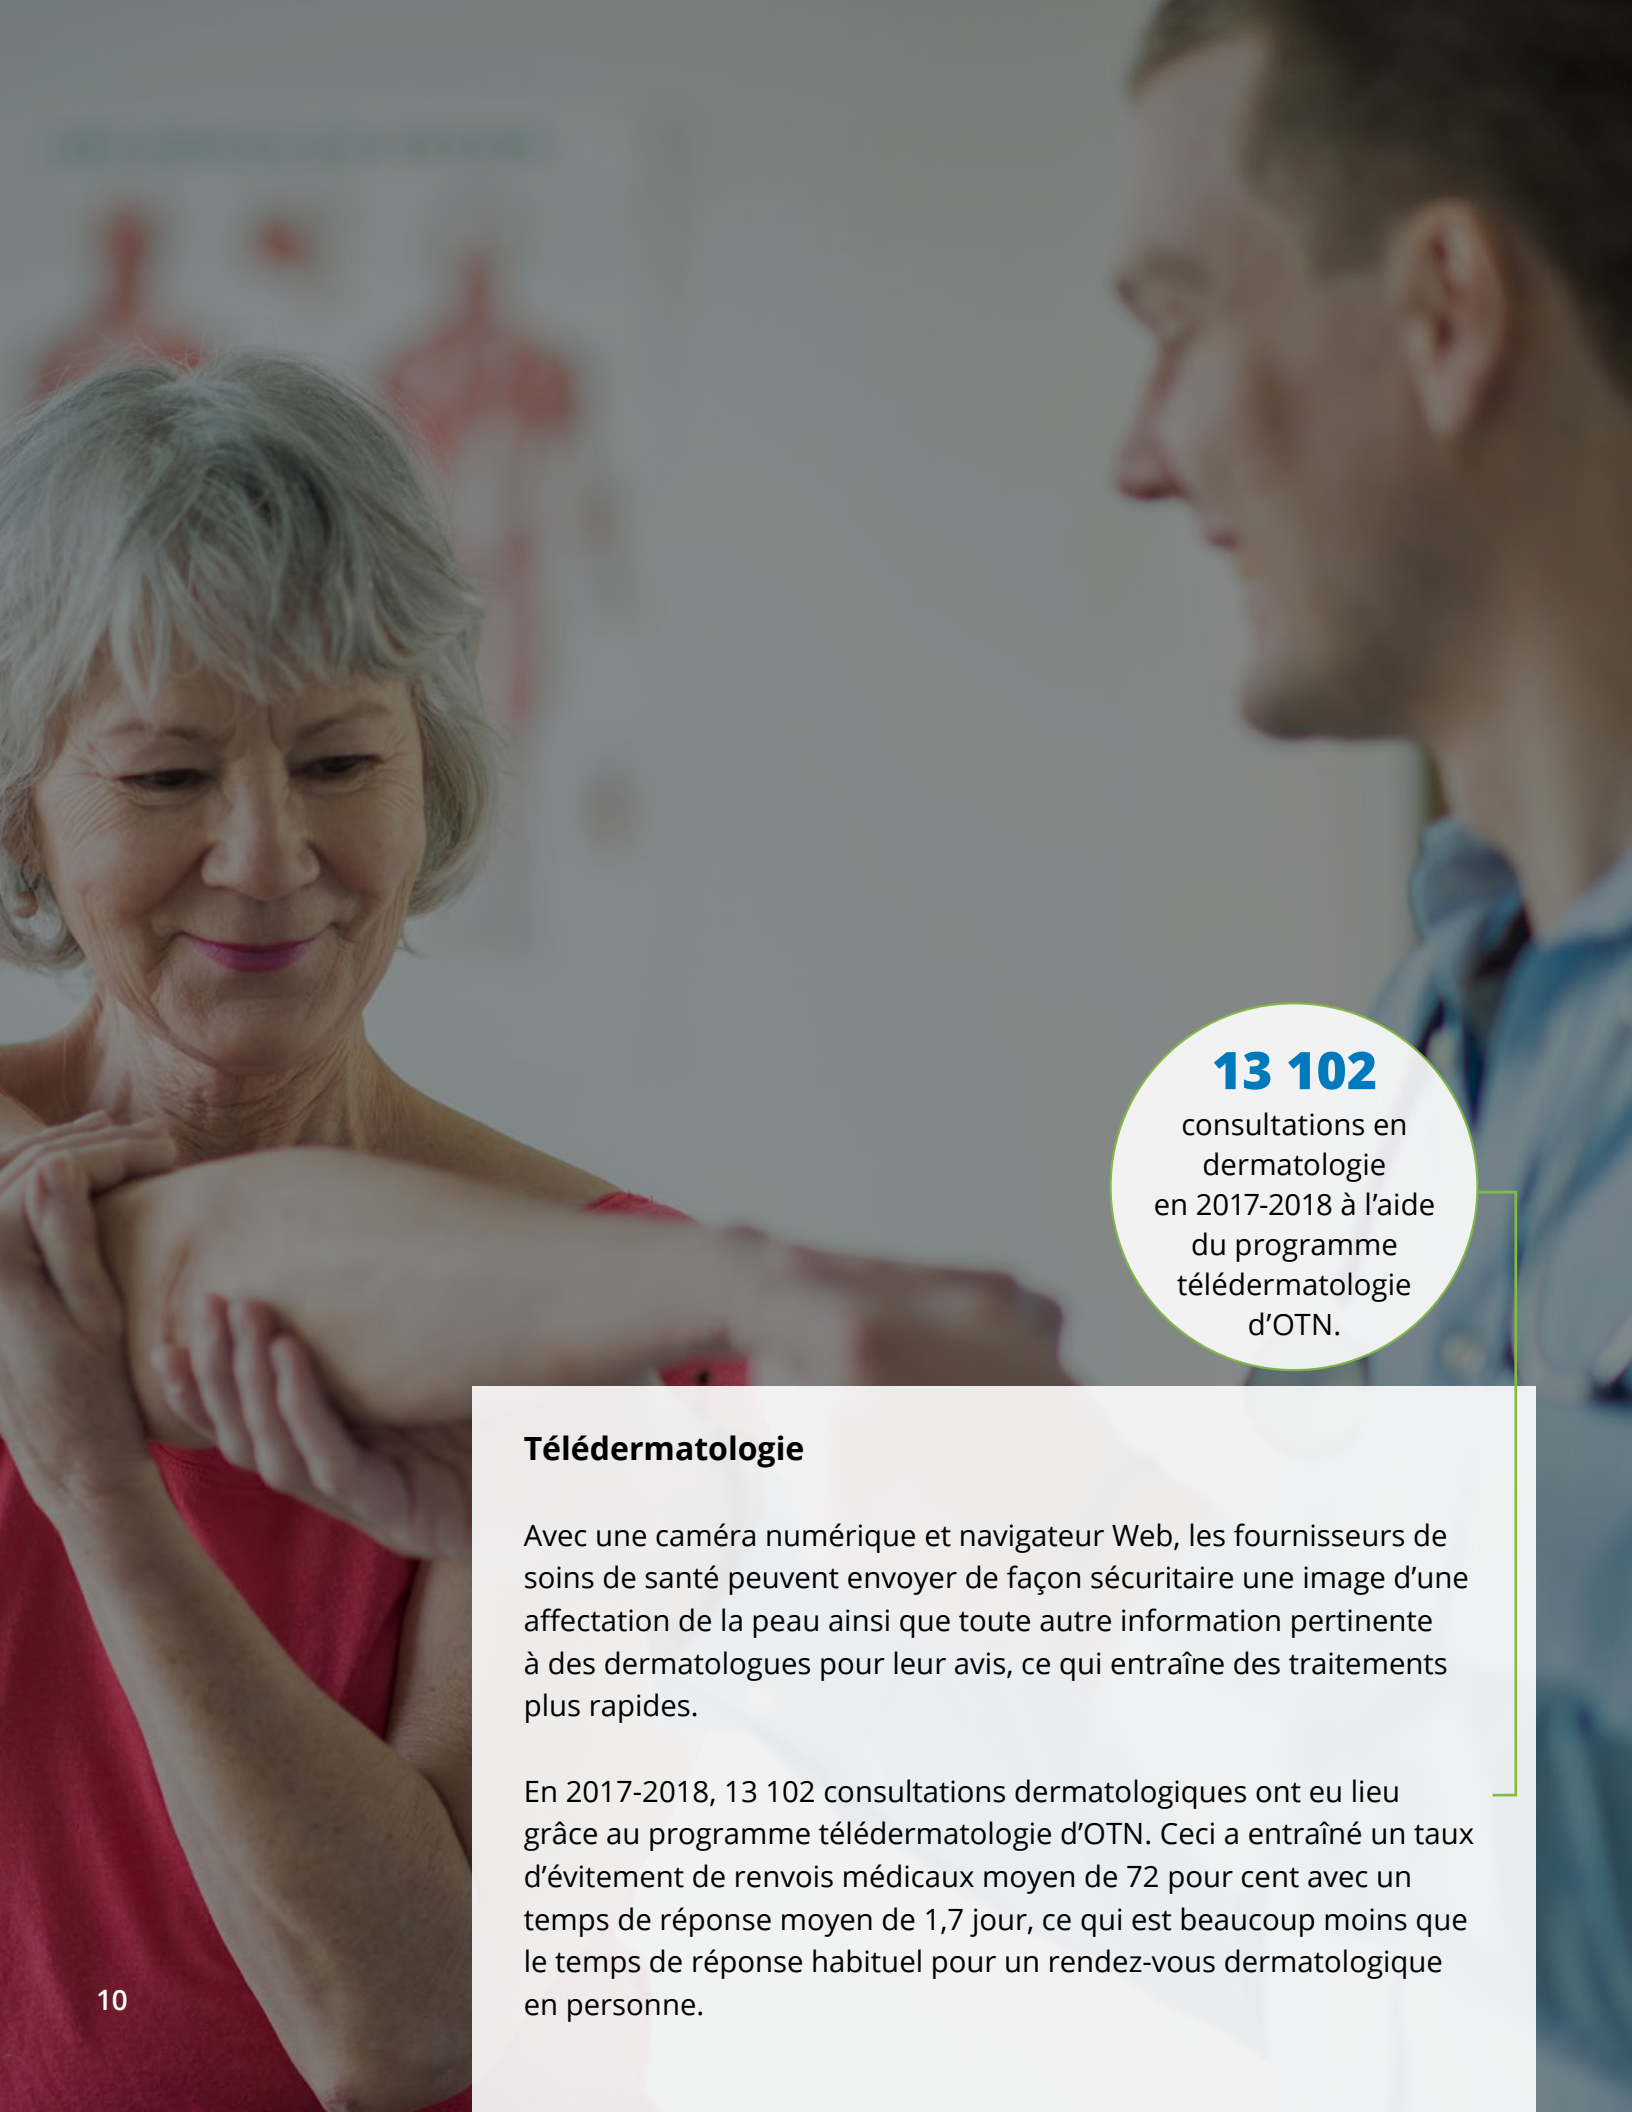 13 102
consultations en
dermatologie
en 2017-2018 à l’aide
du programme
télédermatologie
d’OTN.
Télédermatologie
Avec une caméra numérique et navigateur Web, les fournisseurs de
soins de santé peuvent envoyer de façon sécuritaire une image d’une
affectation de la peau ainsi que toute autre information pertinente
à des dermatologues pour leur avis, ce qui entraîne des traitements
plus rapides.
En 2017-2018, 13 102 consultations dermatologiques ont eu lieu
grâce au programme télédermatologie d’OTN. Ceci a entraîné un taux
d’évitement de renvois médicaux moyen de 72 pour cent avec un
temps de réponse moyen de 1,7 jour, ce qui est beaucoup moins que
le temps de réponse habituel pour un rendez-vous dermatologique
en personne.
10